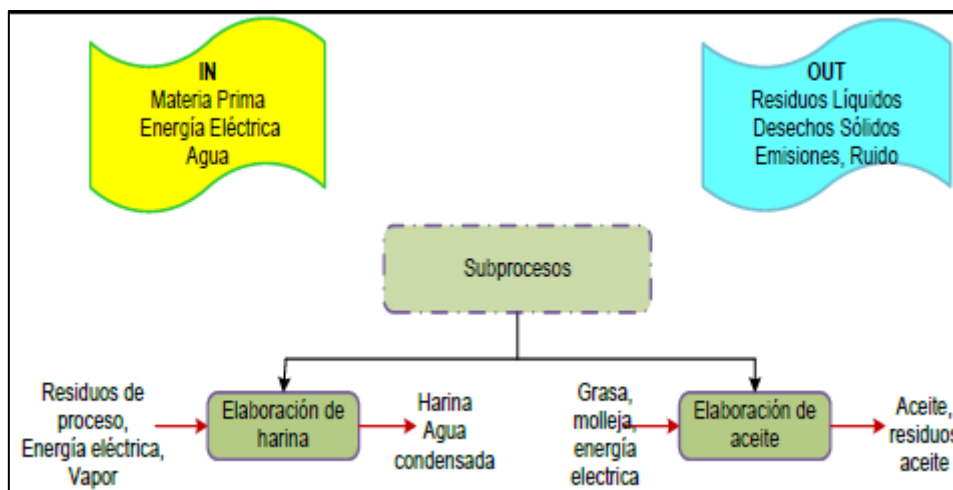 IN
Materia Prima
Energía Eléctrica
Agua
OUT
Residuos Líquidos
Desechos Sólidos
Emisiones, Ruido
Subprocesos
Residuos de
proceso,
Energía eléctrica,
Vapor
Elaboración de
harina
Harina
Agua
condensada
Grasa,
molleja,
energía
electrica
Elaboración de
aceite
Aceite,
residuos
aceite